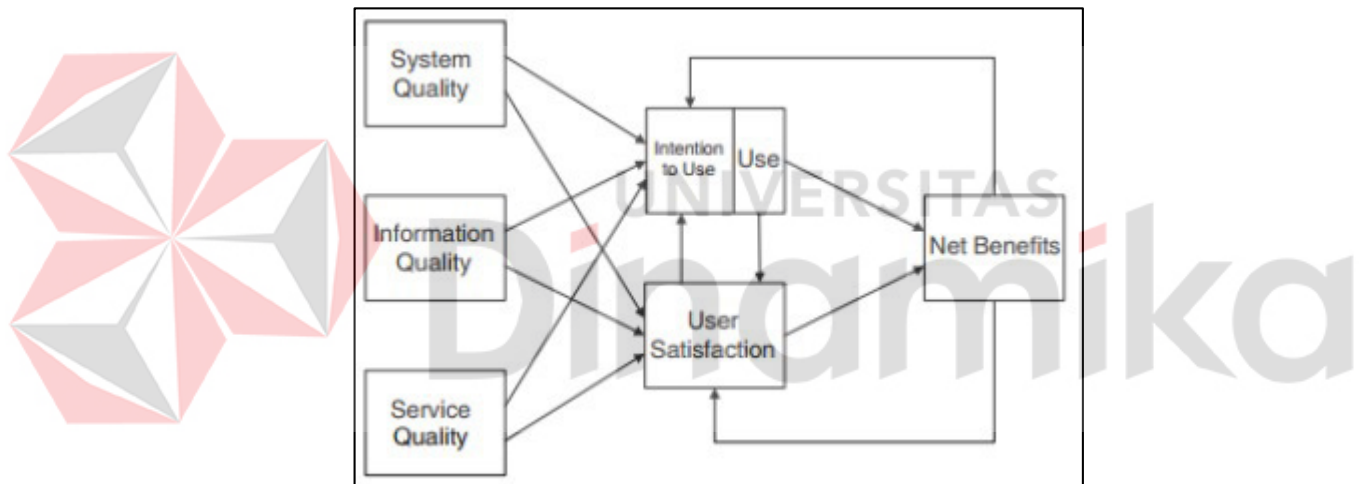 System
Quality
Information
Quality
Service
Quality
Intention
to Use
Use
User
Satisfaction
Net Benefits
UNIVERSITAS
Dinamika